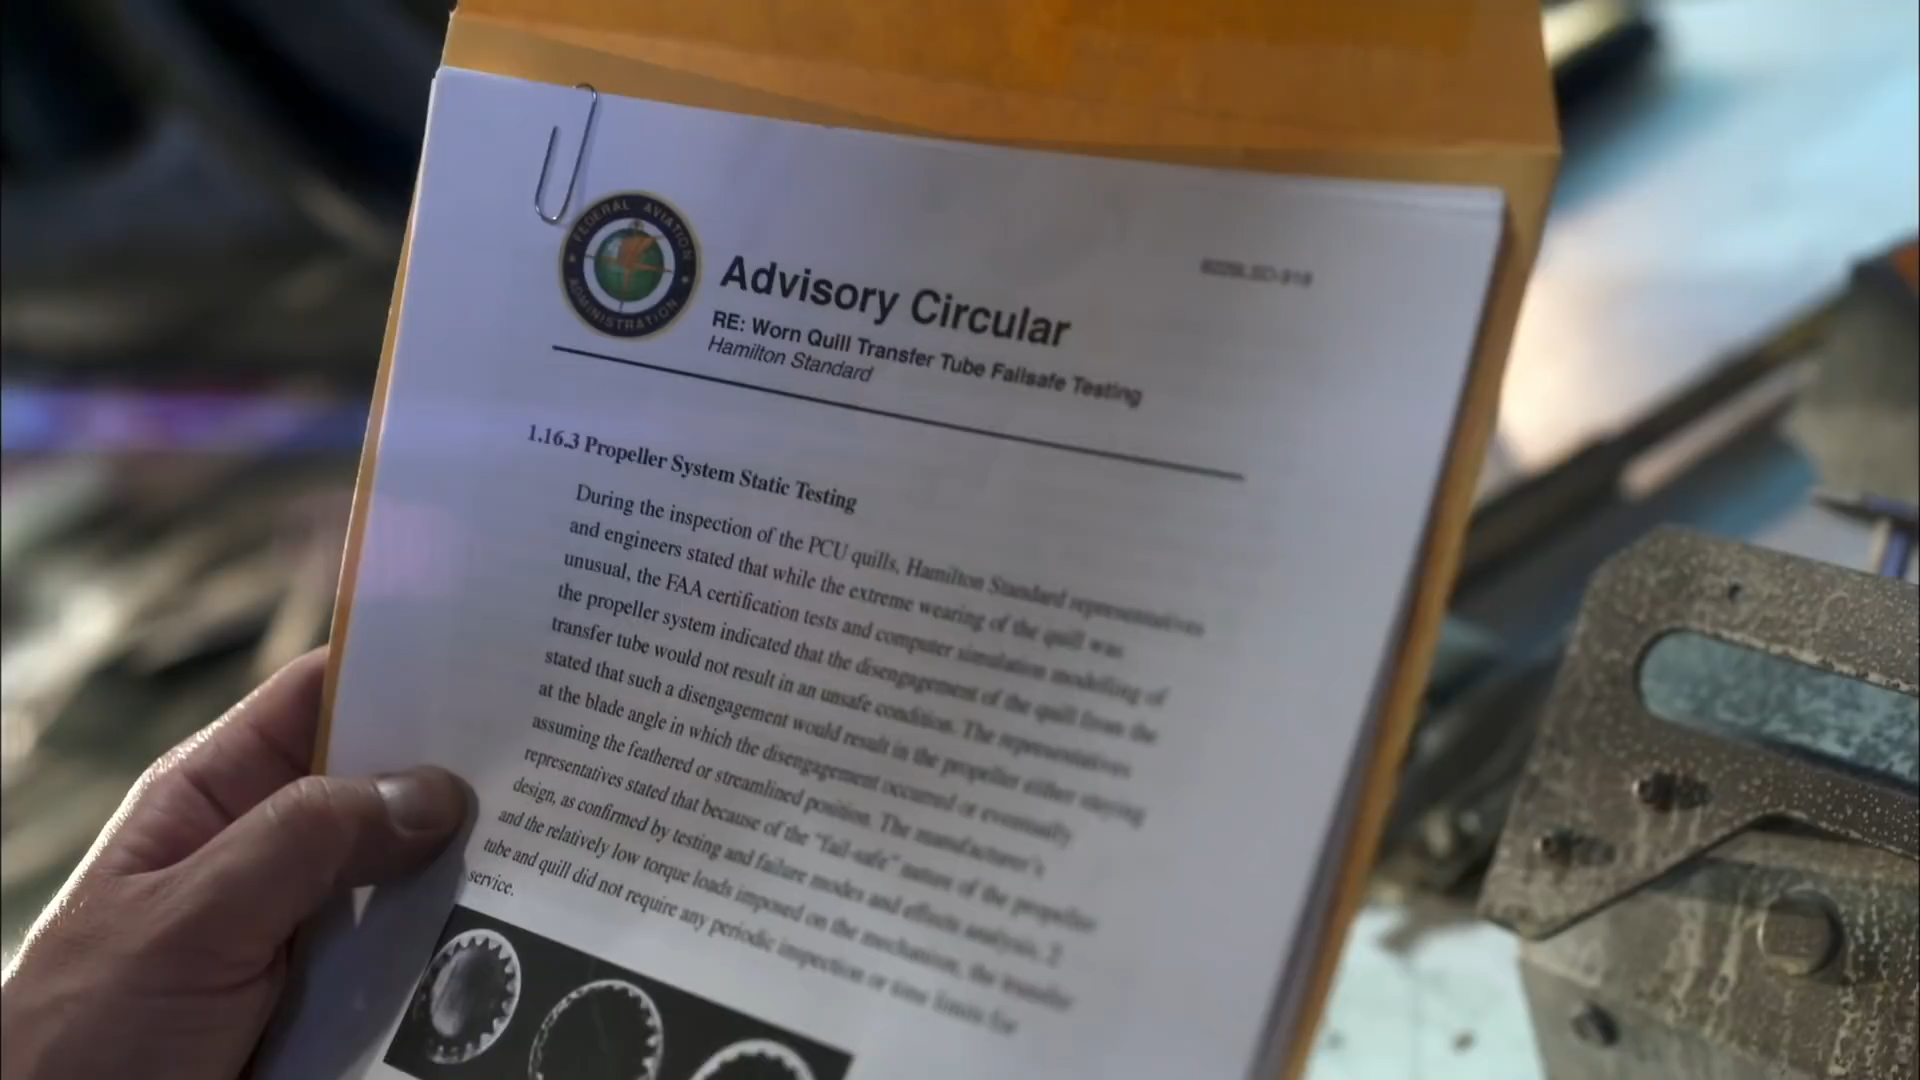 FEDERAL AVIATION
ADMINISTRATION
Advisory Circular
RE: Worn Quill Transfer Tube Failsafe Testing
Hamilton Standard
1.16.3 Propeller System Static Testing
During the inspection of the PCU quills, Hamilton Standard representatives
and engineers stated that while the extreme wearing of the quill was
unusual, the FAA certification tests and computer simulation modelling of
the propeller system indicated that the disengagement of the quill from the
transfer tube would not result in an unsafe condition. The representatives
stated that such a disengagement would result in the propeller either staying
at the blade angle in which the disengagement occurred or eventually
assuming the feathered or streamlined position. The manufacturer's
representatives stated that because of the "fail-safe" nature of the propeller
design, as confirmed by testing and failure modes and effects analysis, 2
and the relatively low torque loads imposed on the mechanism, the transfer
tube and quill did not require any periodic inspection or time limits for
service.